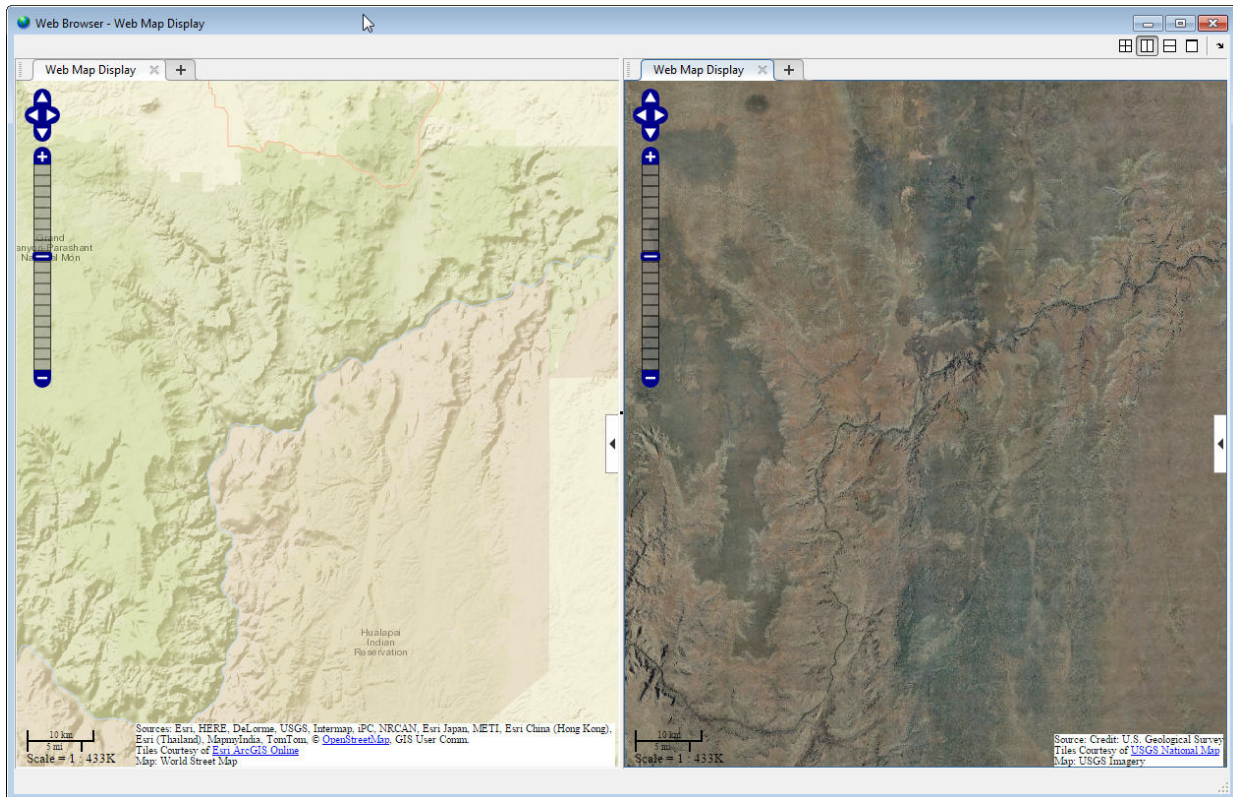 Web Browser - Web Map Display
Web Map Display
Grand
anyon-Parashant
National Mon
Hualapai
Indian
Reservation
10 km
5 mi
Scale = 1 : 433K
Sources: Esri, HERE, DeLorme, USGS, Intermap, iPC, NRCAN, Esri Japan, METI, Esri China (Hong Kong),
Esri (Thailand), MapmyIndia, TomTom, © OpenStreetMap, GIS User Comm.
Tiles Courtesy of Esri ArcGIS Online
Map: World Street Map
Web Map Display
10 km
5 mi
Scale = 1 : 433K
Source: Credit: U.S. Geological Survey
Tiles Courtesy of USGS National Map
Map: USGS Imagery